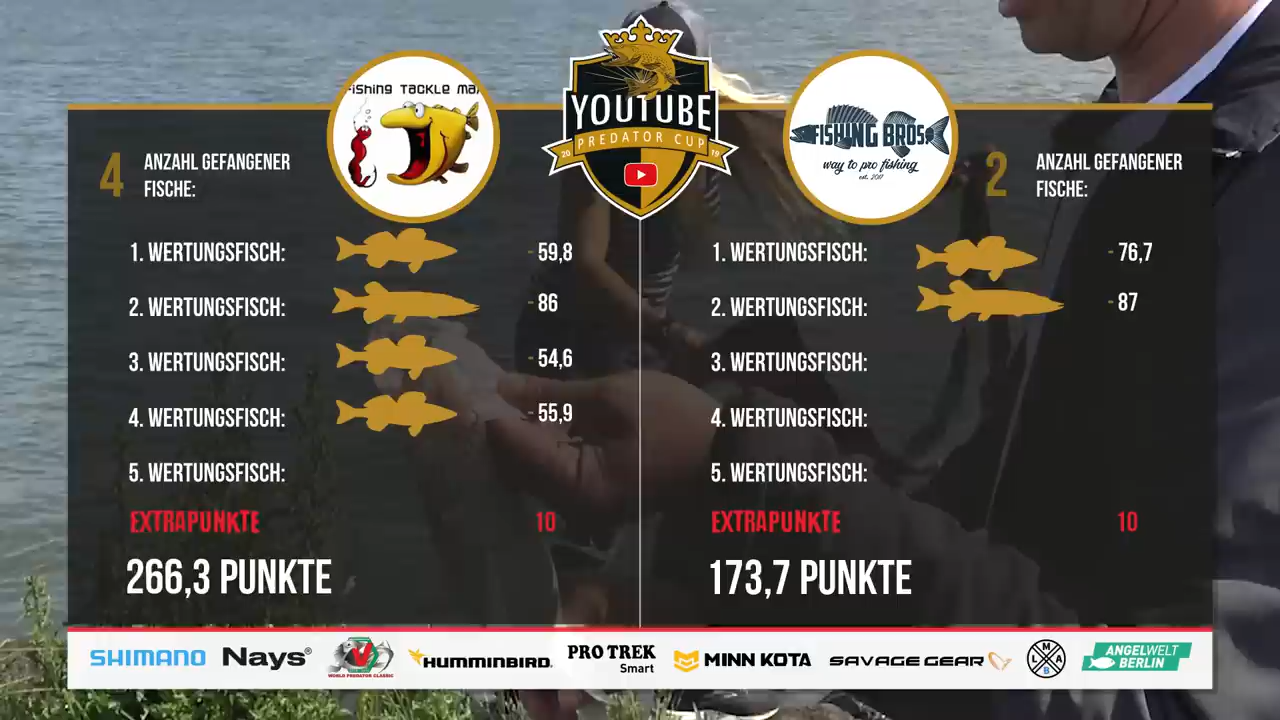 FISHING TACKLE MAX
YOUTUBE
PREDATOR CUP
20 19
FISHING BROS.
way to pro fishing
est. 2017
4 ANZAHL GEFANGENER
FISCHE:
1. WERTUNGSFISCH: - 59,8
2. WERTUNGSFISCH: - 86
3. WERTUNGSFISCH: - 54,6
4. WERTUNGSFISCH: - 55,9
5. WERTUNGSFISCH:
EXTRAPUNKTE 10
266,3 PUNKTE
2 ANZAHL GEFANGENER
FISCHE:
1. WERTUNGSFISCH: - 76,7
2. WERTUNGSFISCH: - 87
3. WERTUNGSFISCH:
4. WERTUNGSFISCH:
5. WERTUNGSFISCH:
EXTRAPUNKTE 10
173,7 PUNKTE
SHIMANO
Nays®
WORLD PREDATOR CLASSIC
HUMMINBIRD.
PRO TREK
Smart
MINN KOTA
SAVAGE GEAR
M
L A
B
ANGELWELT
BERLIN